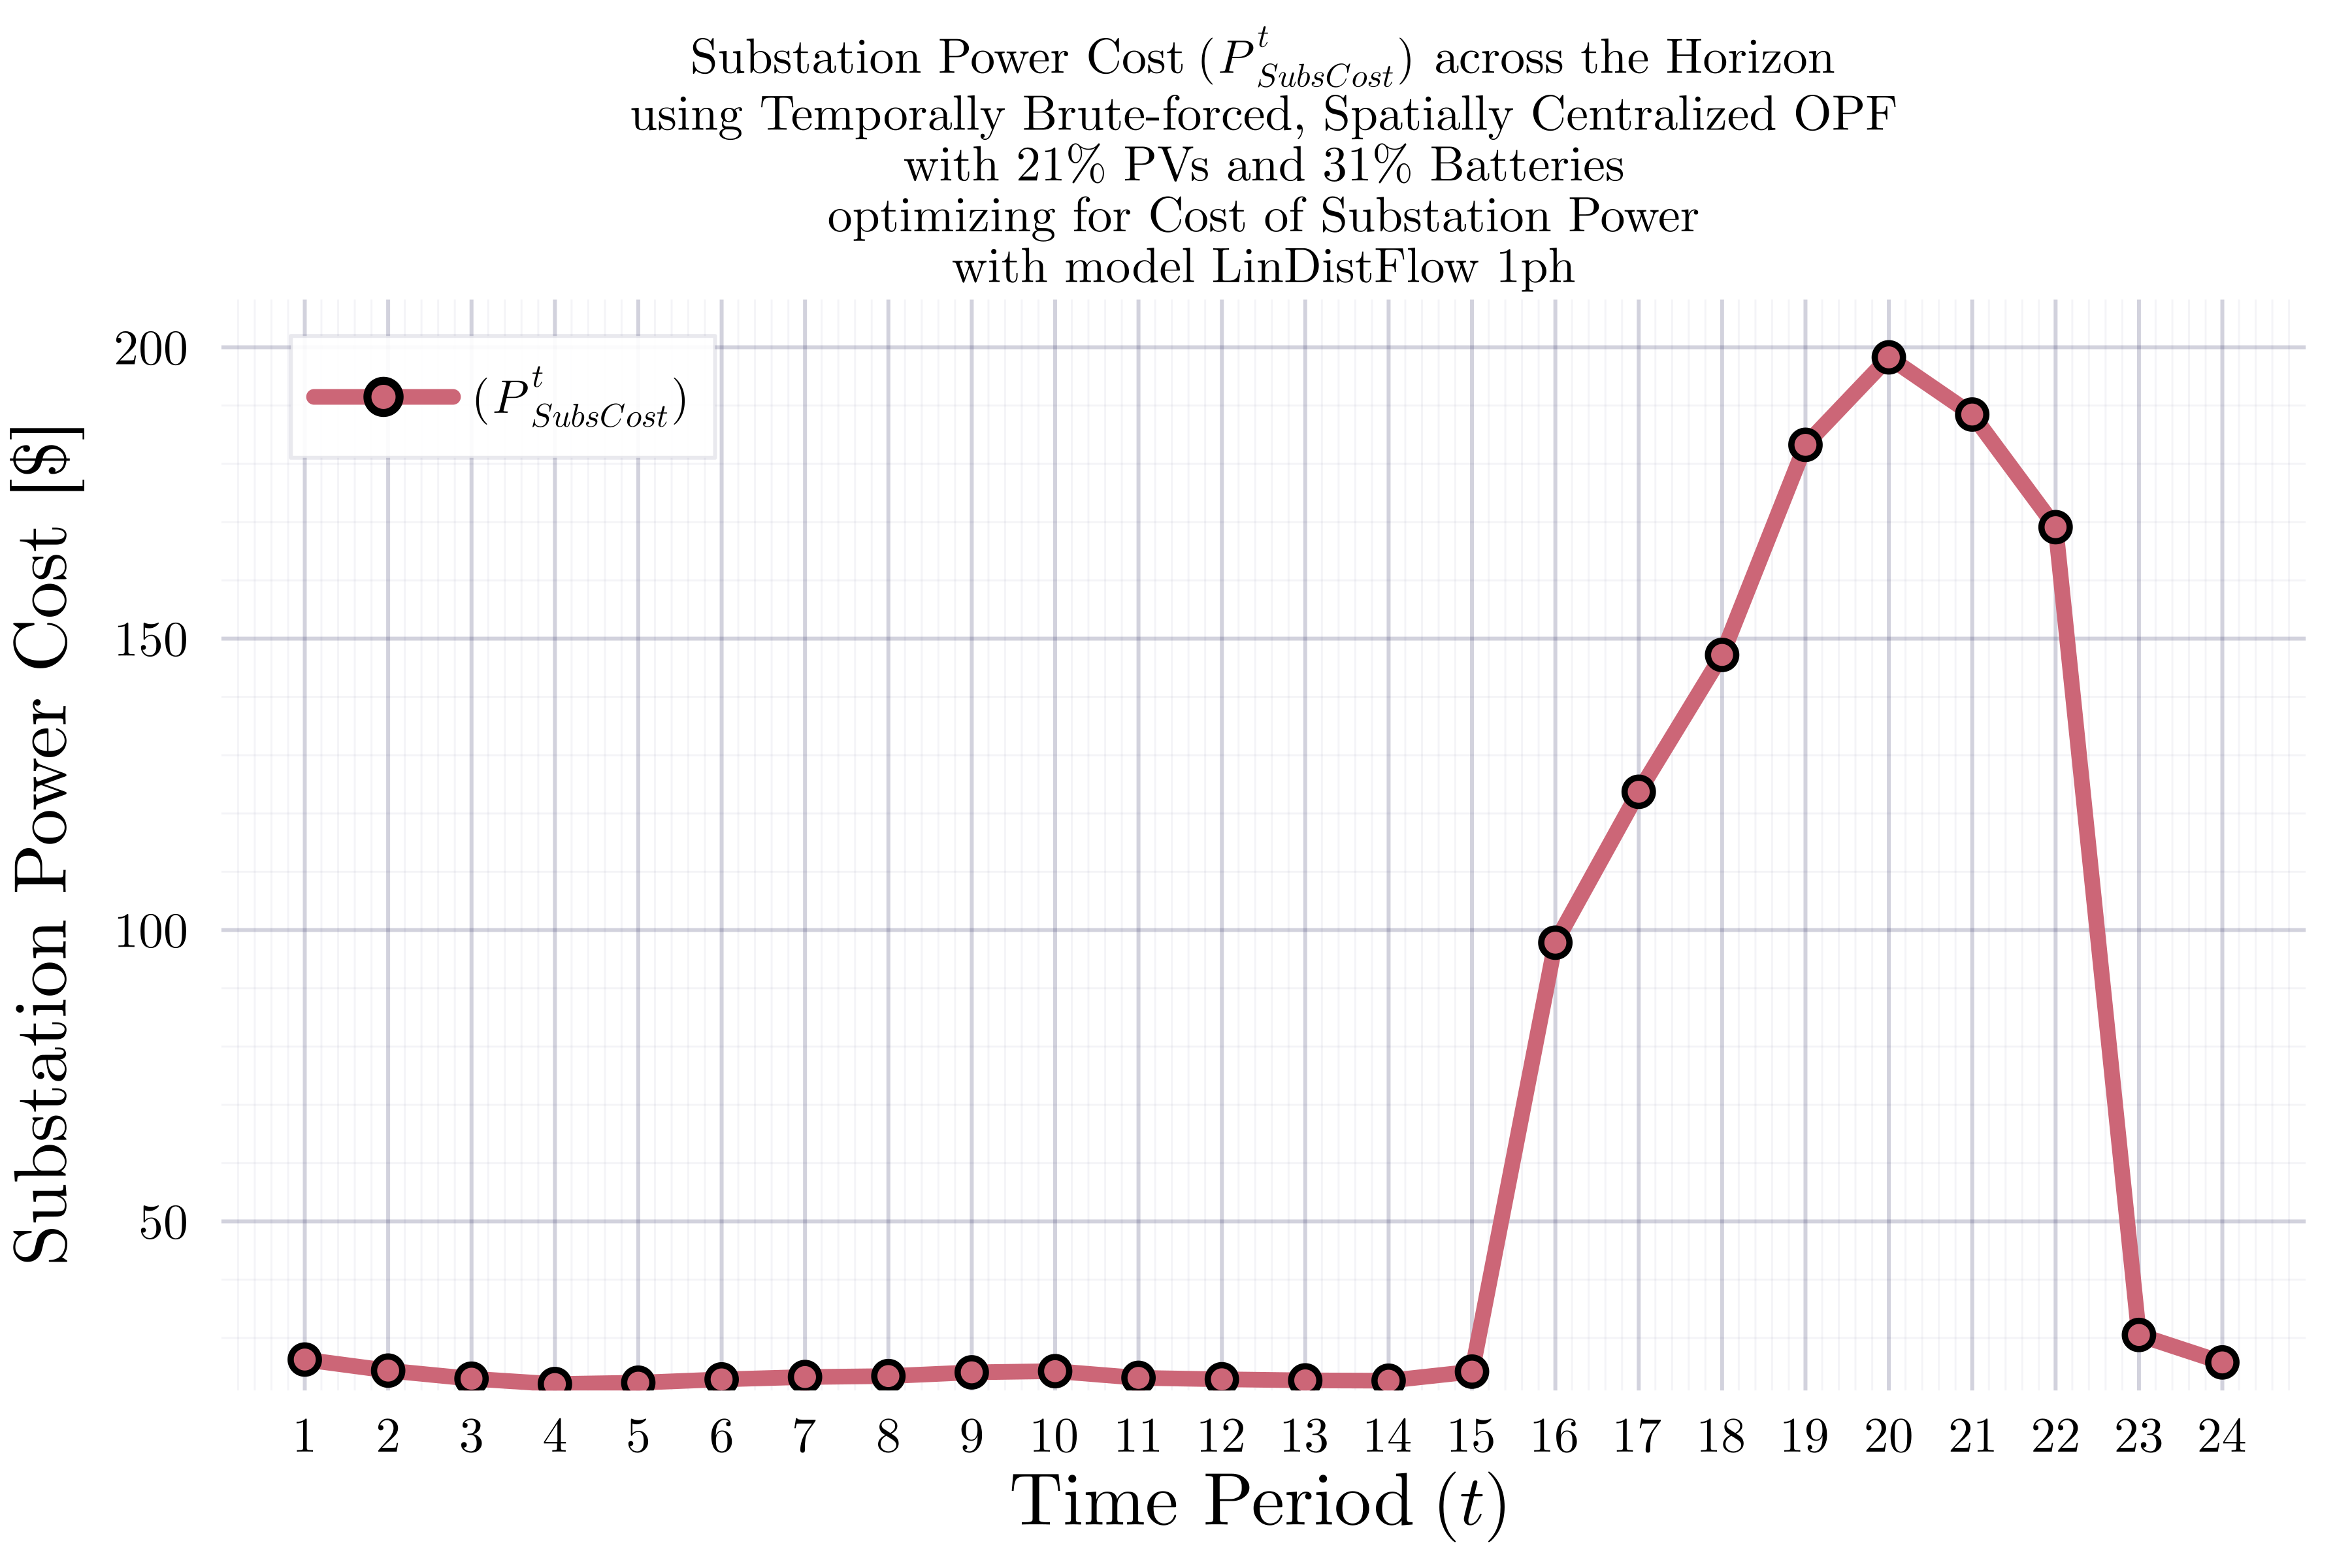 Substation Power Cost (P^t_SubsCost) across the Horizon
using Temporally Brute-forced, Spatially Centralized OPF
with 21% PVs and 31% Batteries
optimizing for Cost of Substation Power
with model LinDistFlow 1ph
(P^t_SubsCost)
Substation Power Cost [$]
200
150
100
50
1 2 3 4 5 6 7 8 9 10 11 12 13 14 15 16 17 18 19 20 21 22 23 24
Time Period (t)